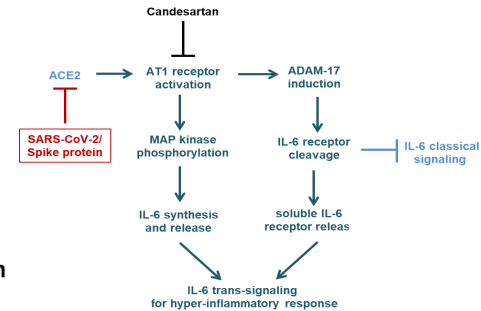 Candesartan
ACE2
AT1 receptor
activation
ADAM-17
induction
SARS-CoV-2/
Spike protein
MAP kinase
phosphorylation
IL-6 receptor
cleavage
IL-6 classical
signaling
IL-6 synthesis
and release
soluble IL-6
receptor releas
n
IL-6 trans-signaling
for hyper-inflammatory response